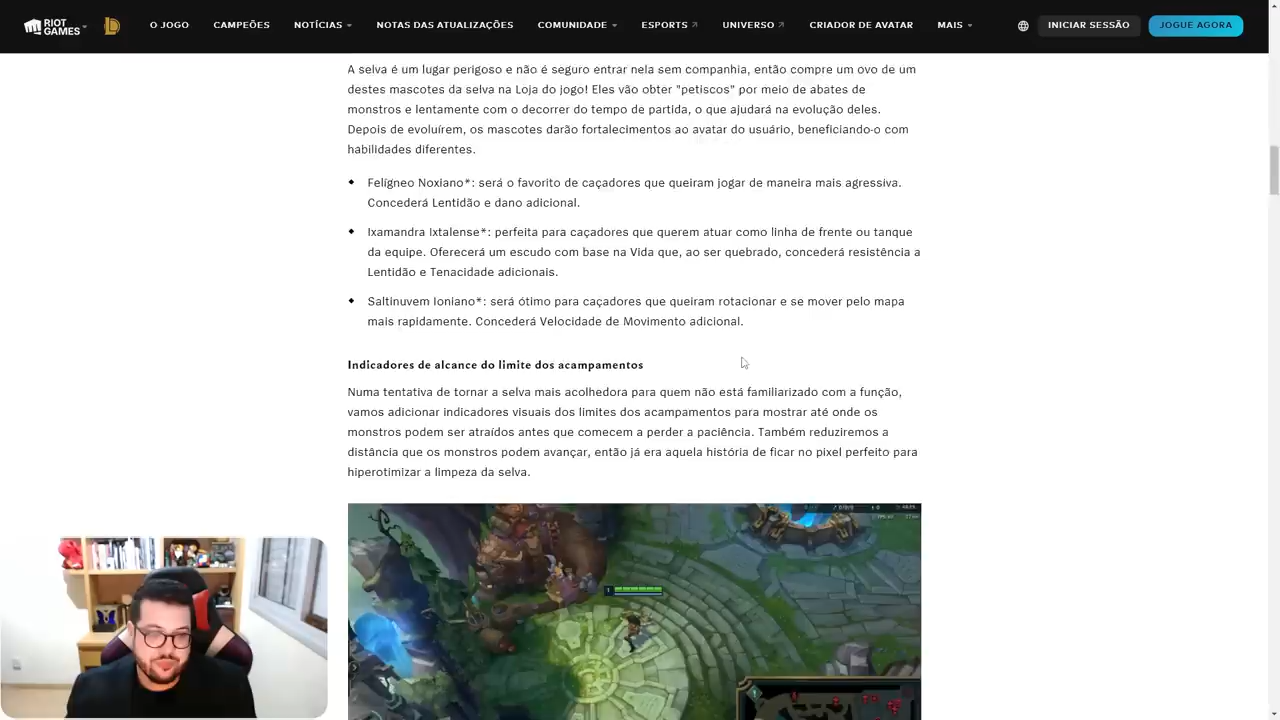 RIOT GAMES
O JOGO CAMPEÕES NOTÍCIAS NOTAS DAS ATUALIZAÇÕES COMUNIDADE ESPORTS UNIVERSO CRIADOR DE AVATAR MAIS INICIAR SESSÃO JOGUE AGORA
A selva é um lugar perigoso e não é seguro entrar nela sem companhia, então compre um ovo de um
destes mascotes da selva na Loja do jogo! Eles vão obter "petiscos" por meio de abates de
monstros e lentamente com o decorrer do tempo de partida, o que ajudará na evolução deles.
Depois de evoluírem, os mascotes darão fortalecimentos ao avatar do usuário, beneficiando-o com
habilidades diferentes.
Felígneo Noxiano*: será o favorito de caçadores que queiram jogar de maneira mais agressiva.
Concederá Lentidão e dano adicional.
Ixamandra Ixtalense*: perfeita para caçadores que querem atuar como linha de frente ou tanque
da equipe. Oferecerá um escudo com base na Vida que, ao ser quebrado, concederá resistência a
Lentidão e Tenacidade adicionais.
Saltinuvem Ioniano*: será ótimo para caçadores que queiram rotacionar e se mover pelo mapa
mais rapidamente. Concederá Velocidade de Movimento adicional.
Indicadores de alcance do limite dos acampamentos
Numa tentativa de tornar a selva mais acolhedora para quem não está familiarizado com a função,
vamos adicionar indicadores visuais dos limites dos acampamentos para mostrar até onde os
monstros podem ser atraídos antes que comecem a perder a paciência. Também reduziremos a
distância que os monstros podem avançar, então já era aquela história de ficar no pixel perfeito para
hiperotimizar a limpeza da selva.